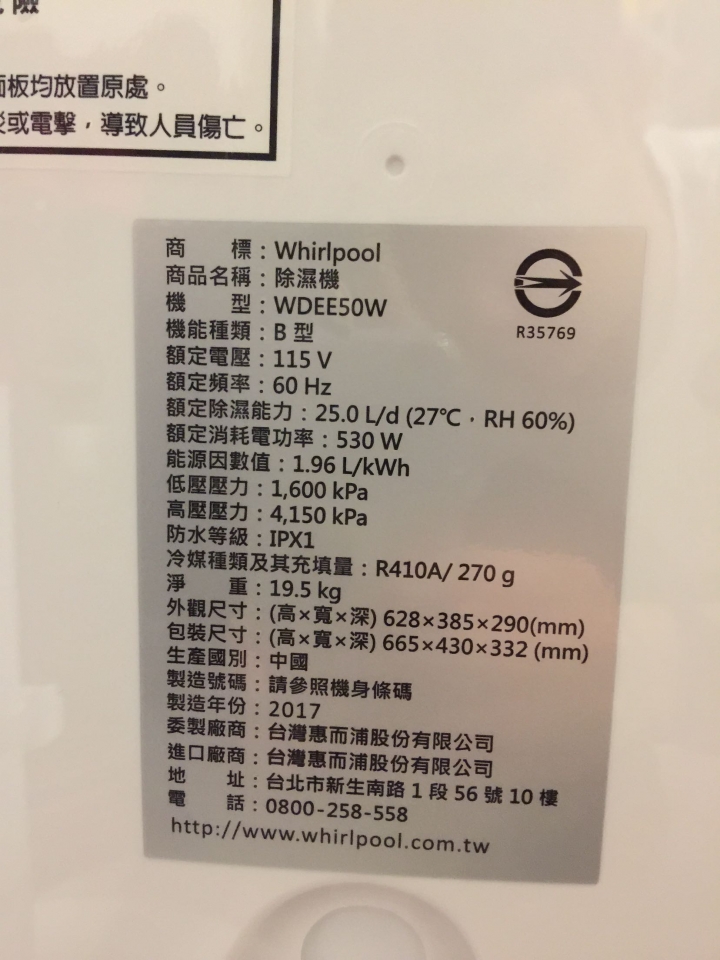 險
面板均放置原處。
或電擊，導致人員傷亡。
商 標：Whirlpool
商品名稱：除濕機
機 型：WDEE50W
機能種類：B 型
額定電壓：115 V
額定頻率：60 Hz
額定除濕能力：25.0 L/d (27℃，RH 60%)
額定消耗電功率：530 W
能源因數值：1.96 L/kWh
低壓壓力：1,600 kPa
高壓壓力：4,150 kPa
防水等級：IPX1
冷媒種類及其充填量：R410A/ 270 g
淨 重：19.5 kg
外觀尺寸：(高×寬×深) 628×385×290(mm)
包裝尺寸：(高×寬×深) 665×430×332 (mm)
生產國別：中國
製造號碼：請參照機身條碼
製造年份：2017
委製廠商：台灣惠而浦股份有限公司
進口廠商：台灣惠而浦股份有限公司
地 址：台北市新生南路 1 段 56 號 10 樓
電 話：0800-258-558
http://www.whirlpool.com.tw
R35769